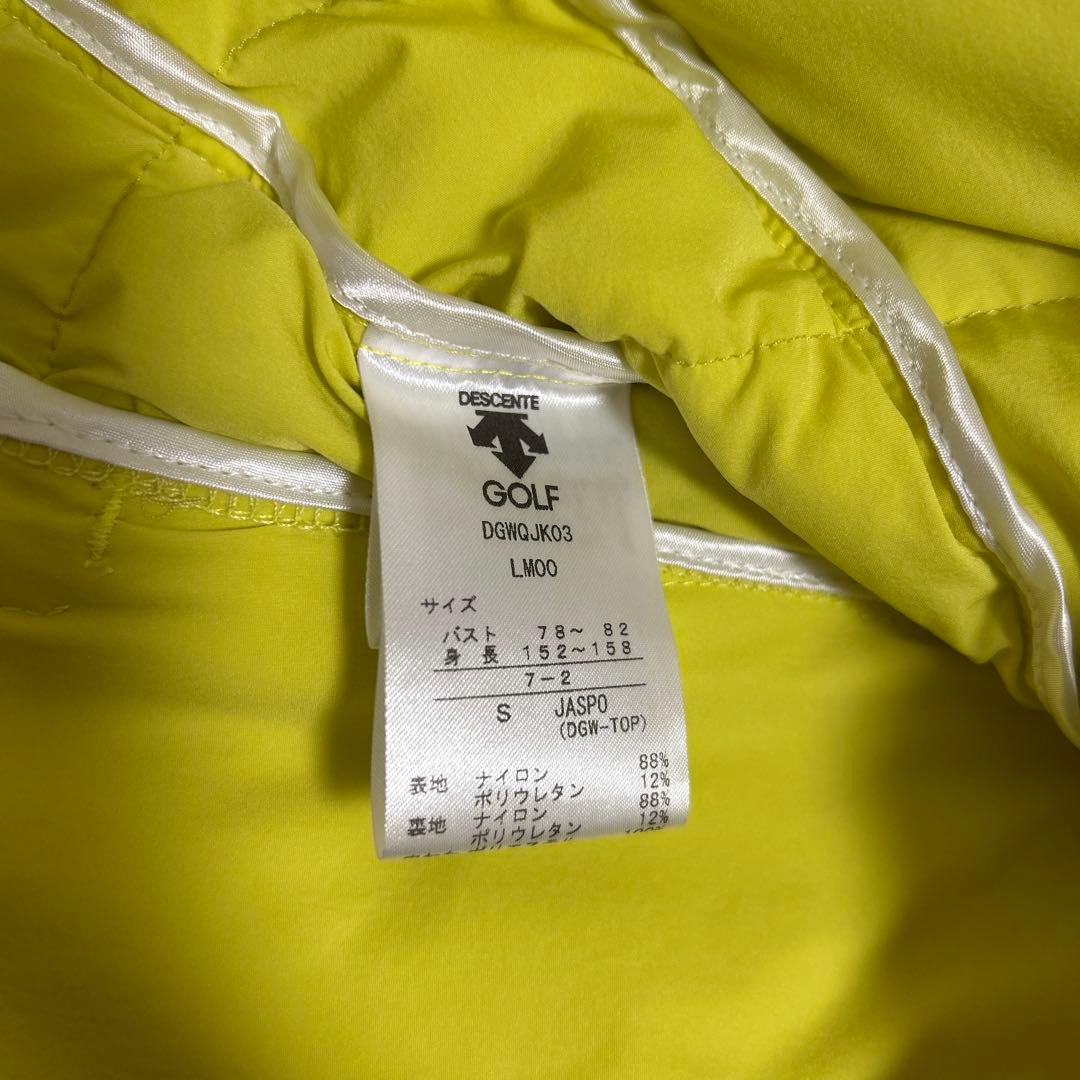 DESCENTE
GOLF
DGWQJK03
LM00
サイズ
バスト 78～ 82
身長 152～158
7-2
S JASPO
(DGW-TOP)
表地 ナイロン 88%
ポリウレタン 12%
裏地 ナイロン 88%
ポリウレタン 12%